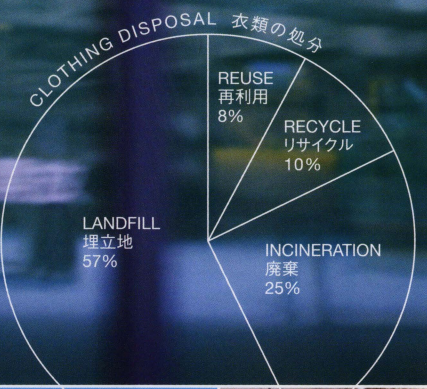 CLOTHING DISPOSAL 衣類の処分
REUSE
再利用
8%
RECYCLE
リサイクル
10%
LANDFILL
埋立地
57%
INCINERATION
廃棄
25%